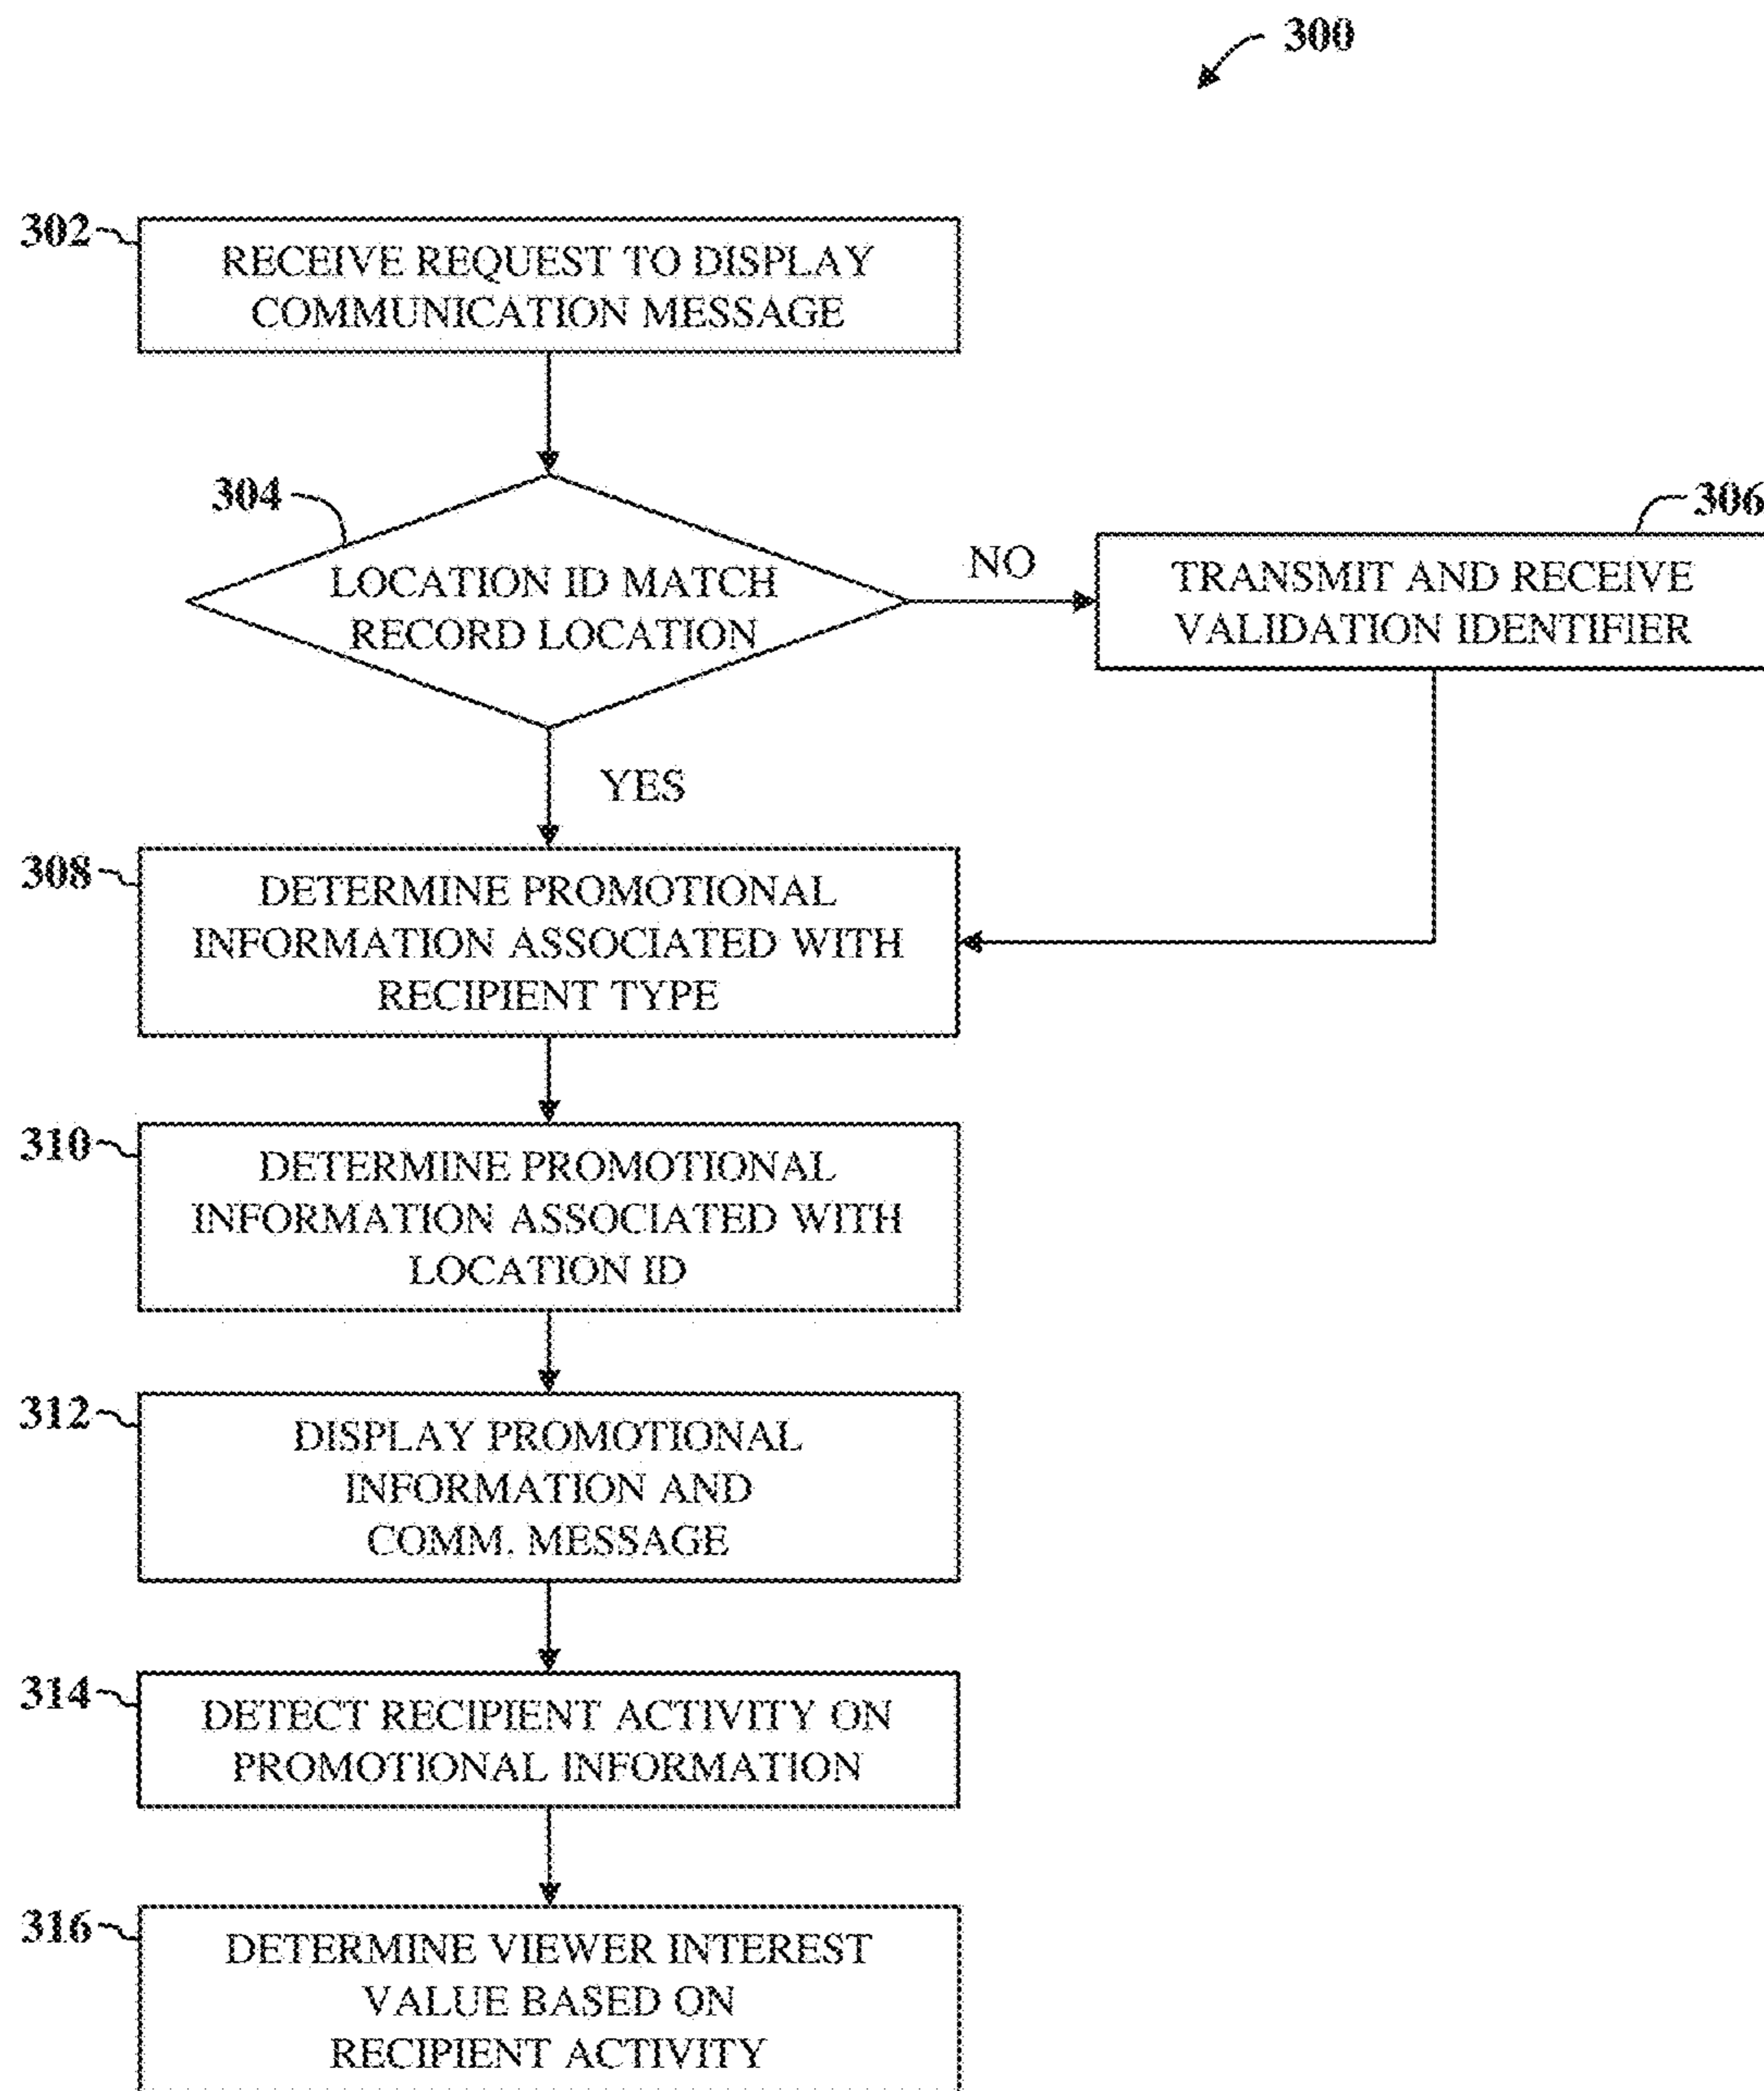 300
302
RECEIVE REQUEST TO DISPLAY
COMMUNICATION MESSAGE
304
LOCATION ID MATCH
RECORD LOCATION
NO
306
TRANSMIT AND RECEIVE
VALIDATION IDENTIFIER
YES
308
DETERMINE PROMOTIONAL
INFORMATION ASSOCIATED WITH
RECIPIENT TYPE
310
DETERMINE PROMOTIONAL
INFORMATION ASSOCIATED WITH
LOCATION ID
312
DISPLAY PROMOTIONAL
INFORMATION AND
COMM. MESSAGE
314
DETECT RECIPIENT ACTIVITY ON
PROMOTIONAL INFORMATION
316
DETERMINE VIEWER INTEREST
VALUE BASED ON
RECIPIENT ACTIVITY